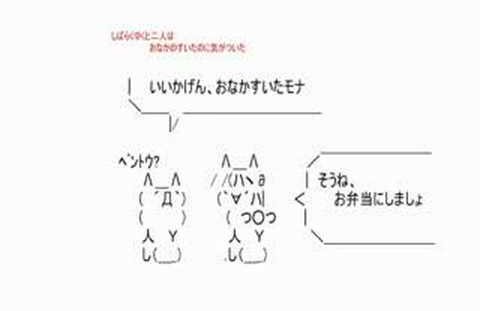 しばらくゆくと二人は
おなかのすいたのに気がついた
いいかげん、おなかすいたモナ
ﾍﾞﾝﾄｳ?
そうね、
お弁当にしましょ